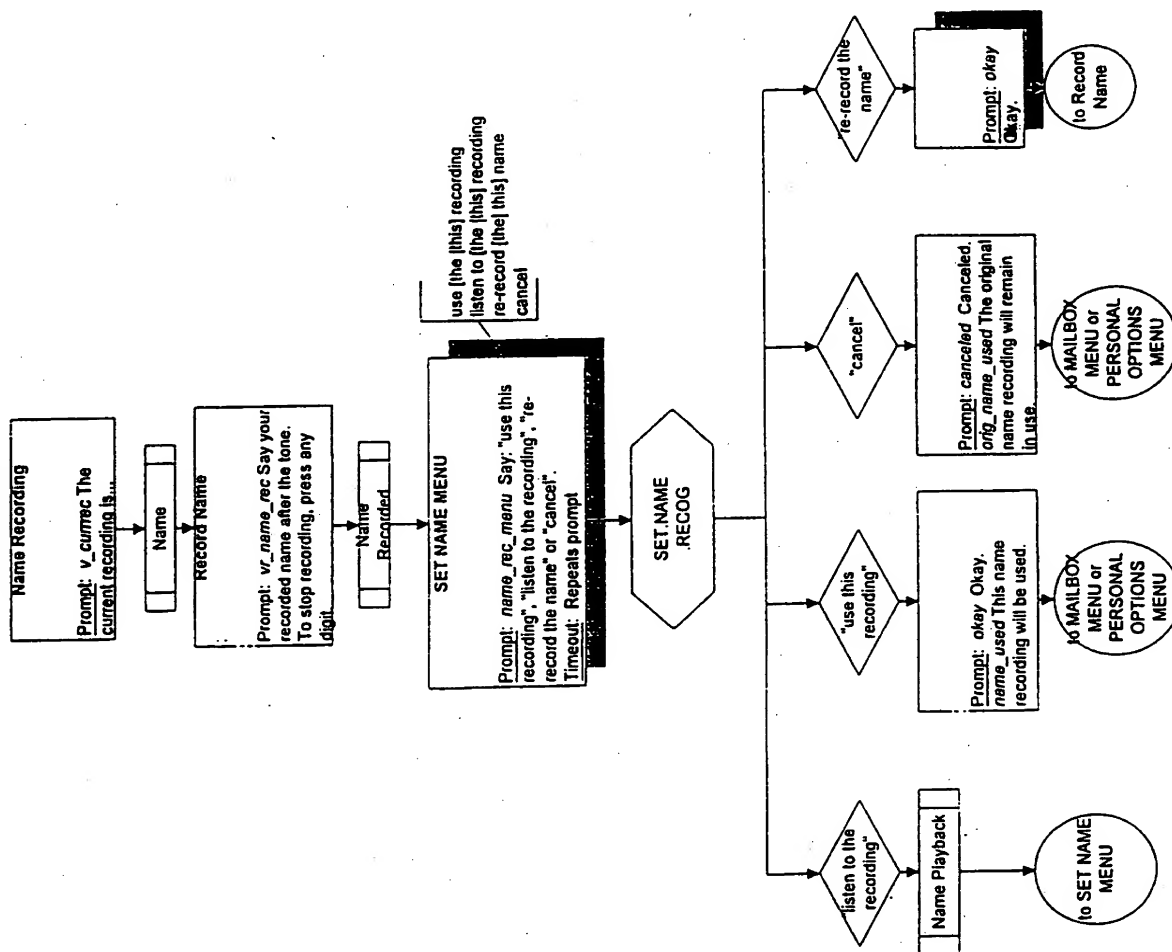 Name Recording
Prompt: v_currec The
current recording is...
Name
Record Name
Prompt: vr_name_rec Say your
recorded name after the tone.
To stop recording, press any
digit
Name
Recorded
SET NAME MENU
Prompt: name_rec_menu Say: "use this
recording", "listen to the recording", "re-
record the name" or "cancel".
Timeout: Repeats prompt
use [the |this] recording
listen to [the |this] recording
re-record [the| this] name
cancel
SET.NAME
.RECOG
"listen to the
recording"
Name Playback
to SET NAME
MENU
"use this
recording"
Prompt: okay Okay.
name_used This name
recording will be used.
to MAILBOX
MENU or
PERSONAL
OPTIONS
MENU
"cancel"
Prompt: canceled Canceled.
orig_name_used The original
name recording will remain
in use.
to MAILBOX
MENU or
PERSONAL
OPTIONS
MENU
"re-record the
name"
Prompt: okay
Okay.
to Record
Name